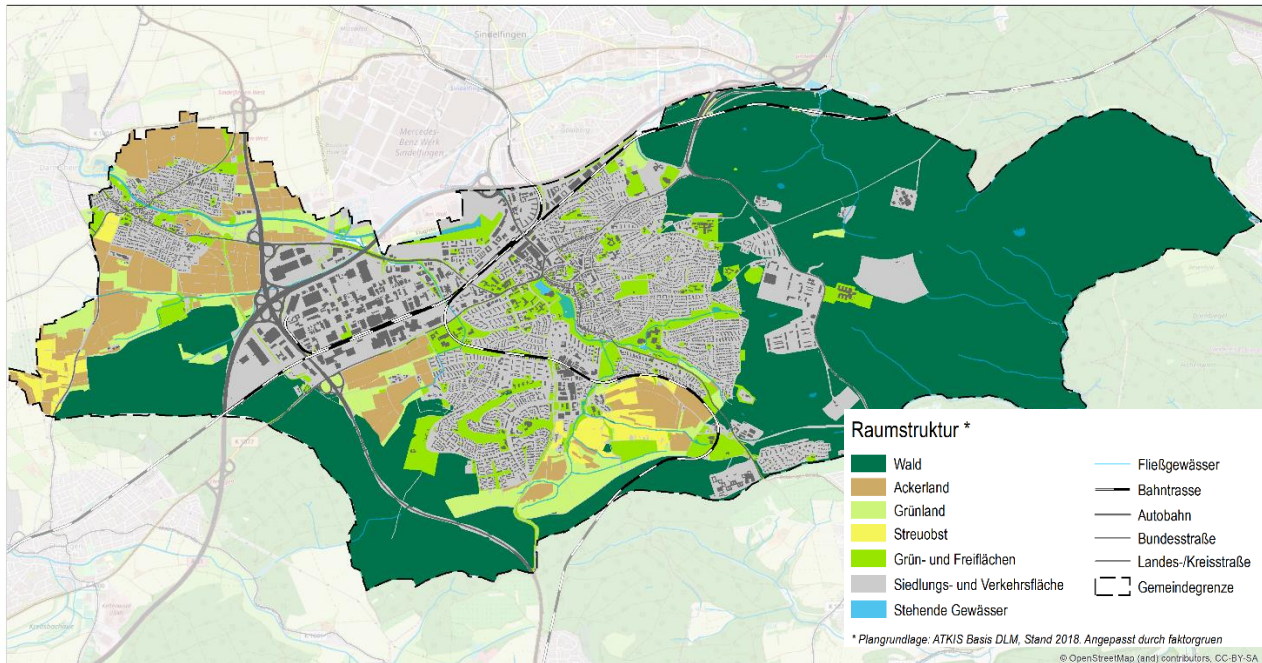 Sindelfingen
Mercedes-
Benz Werk
Sindelfingen
Raumstruktur *
Wald
Ackerland
Grünland
Streuobst
Grün- und Freiflächen
Siedlungs- und Verkehrsfläche
Stehende Gewässer
Fließgewässer
Bahntrasse
Autobahn
Bundesstraße
Landes-/Kreisstraße
Gemeindegrenze
* Plangrundlage: ATKIS Basis DLM, Stand 2018. Angepasst durch faktorgruen
© OpenStreetMap (and) contributors, CC-BY-SA